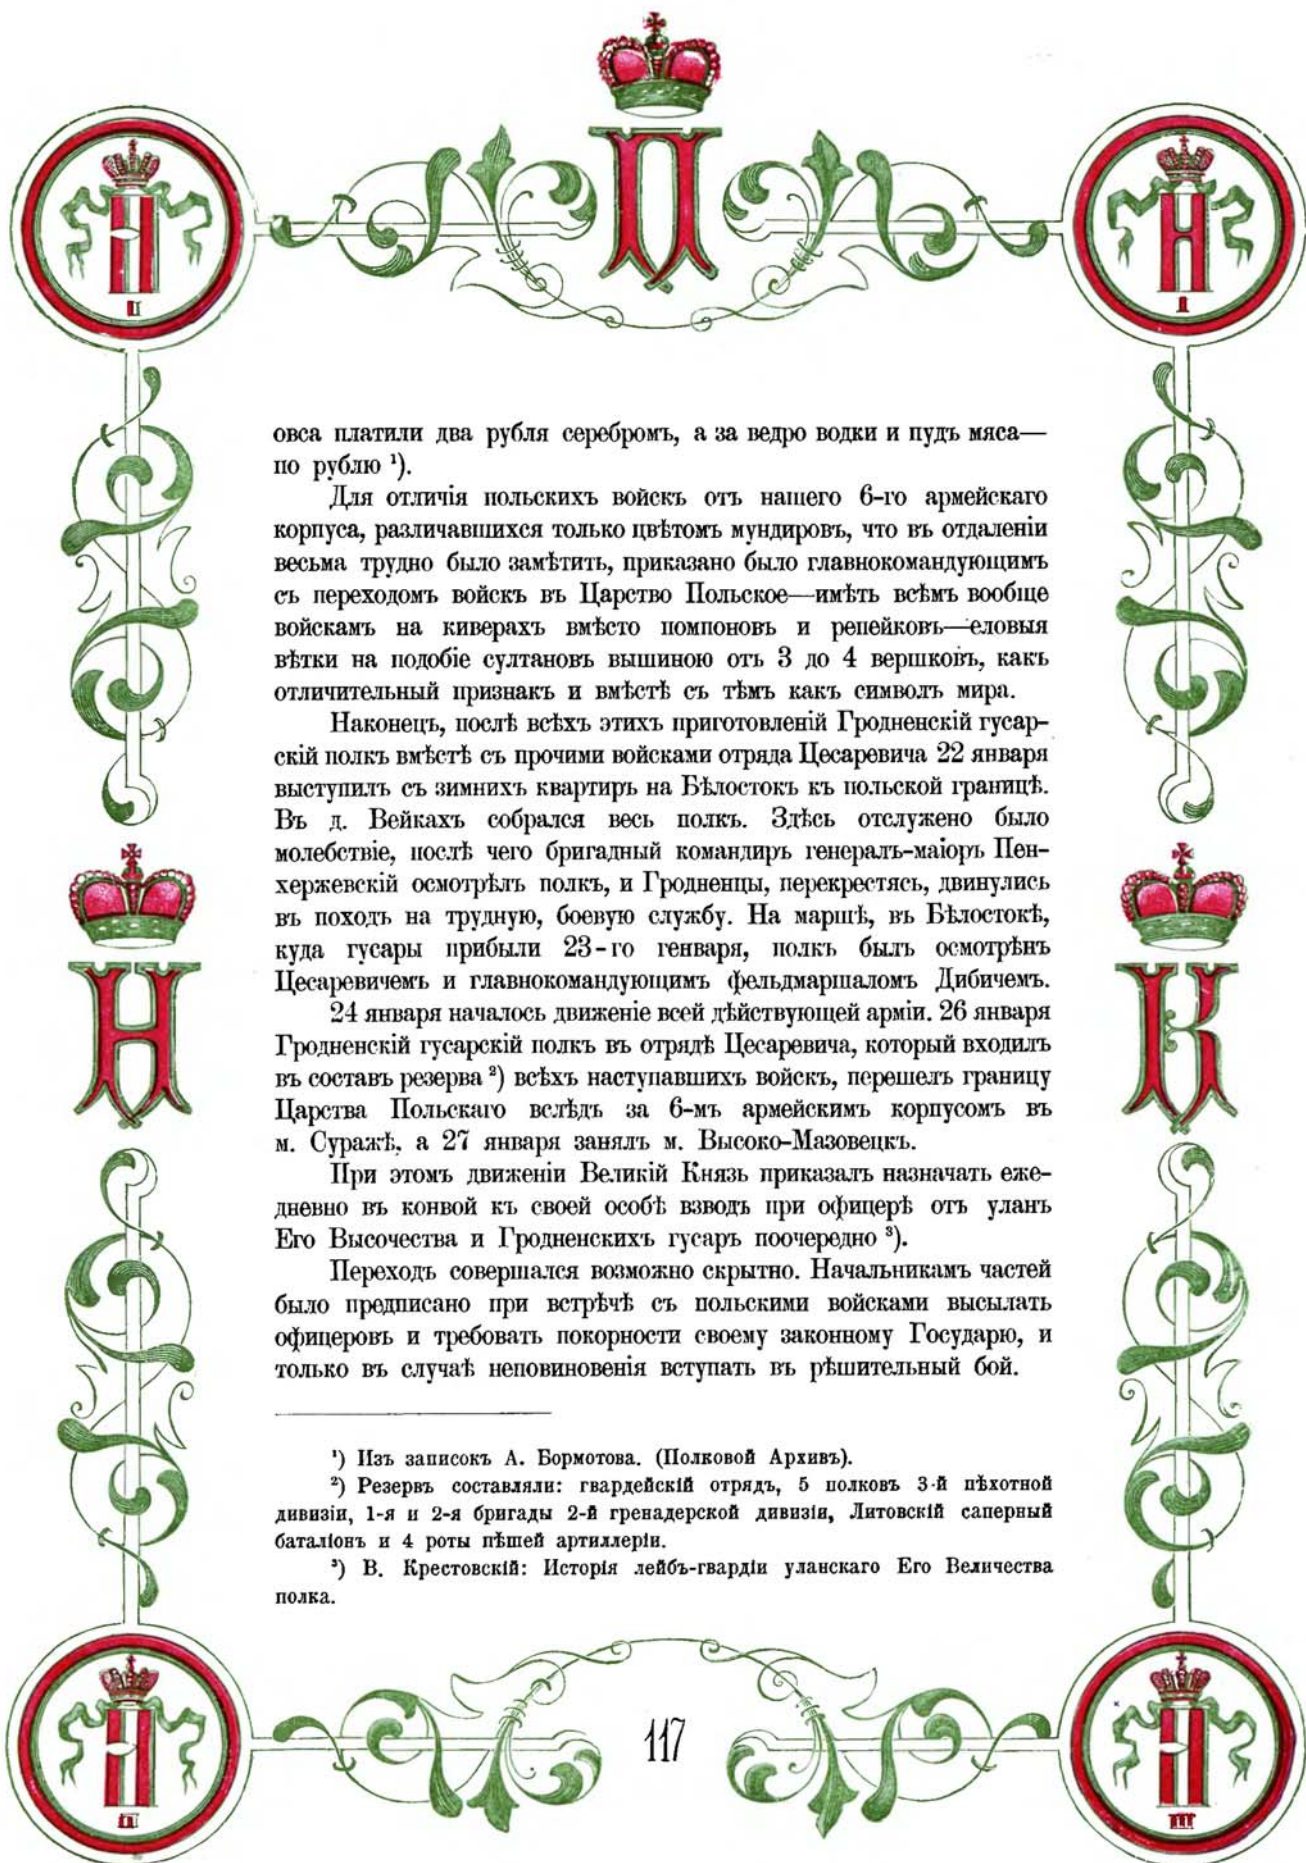 П
II
I
овса платили два рубля серебромъ, а за ведро водки и пудъ мяса—
по рублю ¹).
Для отличія польскихъ войскъ отъ нашего 6-го армейскаго
корпуса, различавшихся только цвѣтомъ мундировъ, что въ отдаленіи
весьма трудно было замѣтить, приказано было главнокомандующимъ
съ переходомъ войскъ въ Царство Польское—имѣть всѣмъ вообще
войскамъ на киверахъ вмѣсто помпоновъ и репейковъ—еловыя
вѣтки на подобіе султановъ вышиною отъ 3 до 4 вершковъ, какъ
отличительный признакъ и вмѣстѣ съ тѣмъ какъ символъ мира.
Наконецъ, послѣ всѣхъ этихъ приготовленій Гродненскій гусар-
скій полкъ вмѣстѣ съ прочими войсками отряда Цесаревича 22 января
выступилъ съ зимнихъ квартиръ на Бѣлостокъ къ польской границѣ.
Въ д. Вейкахъ собрался весь полкъ. Здѣсь отслужено было
молебствіе, послѣ чего бригадный командиръ генералъ-маіоръ Пен-
хержевскій осмотрѣлъ полкъ, и Гродненцы, перекрестясь, двинулись
въ походъ на трудную, боевую службу. На маршѣ, въ Бѣлостокѣ,
куда гусары прибыли 23-го генваря, полкъ былъ осмотрѣнъ
Цесаревичемъ и главнокомандующимъ фельдмаршаломъ Дибичемъ.
24 января началось движеніе всей дѣйствующей арміи. 26 января
Гродненскій гусарскій полкъ въ отрядѣ Цесаревича, который входилъ
въ составъ резерва ²) всѣхъ наступавшихъ войскъ, перешелъ границу
Царства Польскаго вслѣдъ за 6-мъ армейскимъ корпусомъ въ
м. Суражѣ, а 27 января занялъ м. Высоко-Мазовецкъ.
При этомъ движеніи Великій Князь приказалъ назначать еже-
дневно въ конвой къ своей особѣ взводъ при офицерѣ отъ уланъ
Его Высочества и Гродненскихъ гусаръ поочередно ³).
Переходъ совершался возможно скрытно. Начальникамъ частей
было предписано при встрѣчѣ съ польскими войсками высылать
офицеровъ и требовать покорности своему законному Государю, и
только въ случаѣ неповиновенія вступать въ рѣшительный бой.
Н
К
¹) Изъ записокъ А. Бормотова. (Полковой Архивъ).
²) Резервъ составляли: гвардейскій отрядъ, 5 полковъ 3-й пѣхотной
дивизіи, 1-я и 2-я бригады 2-й гренадерской дивизіи, Литовскій саперный
баталіонъ и 4 роты пѣшей артиллеріи.
³) В. Крестовскій: Исторія лейбъ-гвардіи уланскаго Его Величества
полка.
III
117